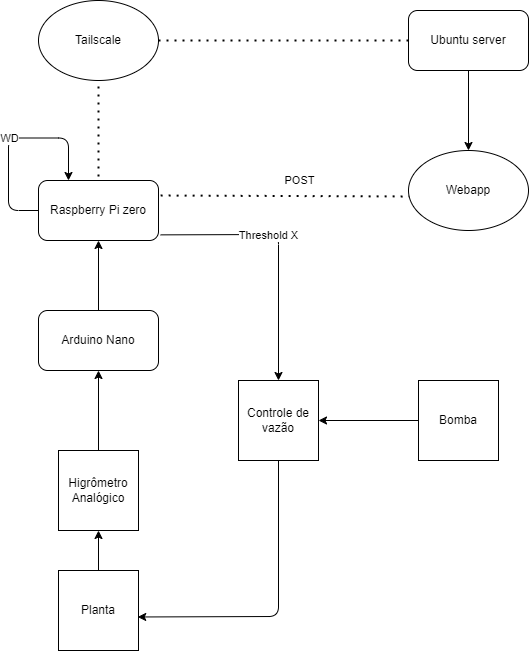 Tailscale
Ubuntu server
WD
POST
Webapp
Raspberry Pi zero
Threshold X
Arduino Nano
Controle de
vazão
Bomba
Higrômetro
Analógico
Planta